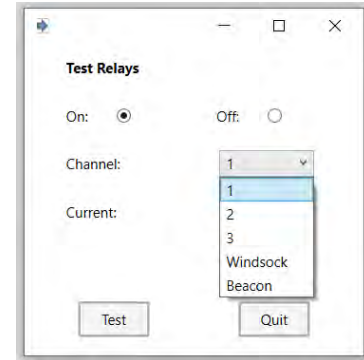 Test Relays
On: Off:
Channel: 1
1
Current: 2
3
Windsock
Beacon
Test Quit